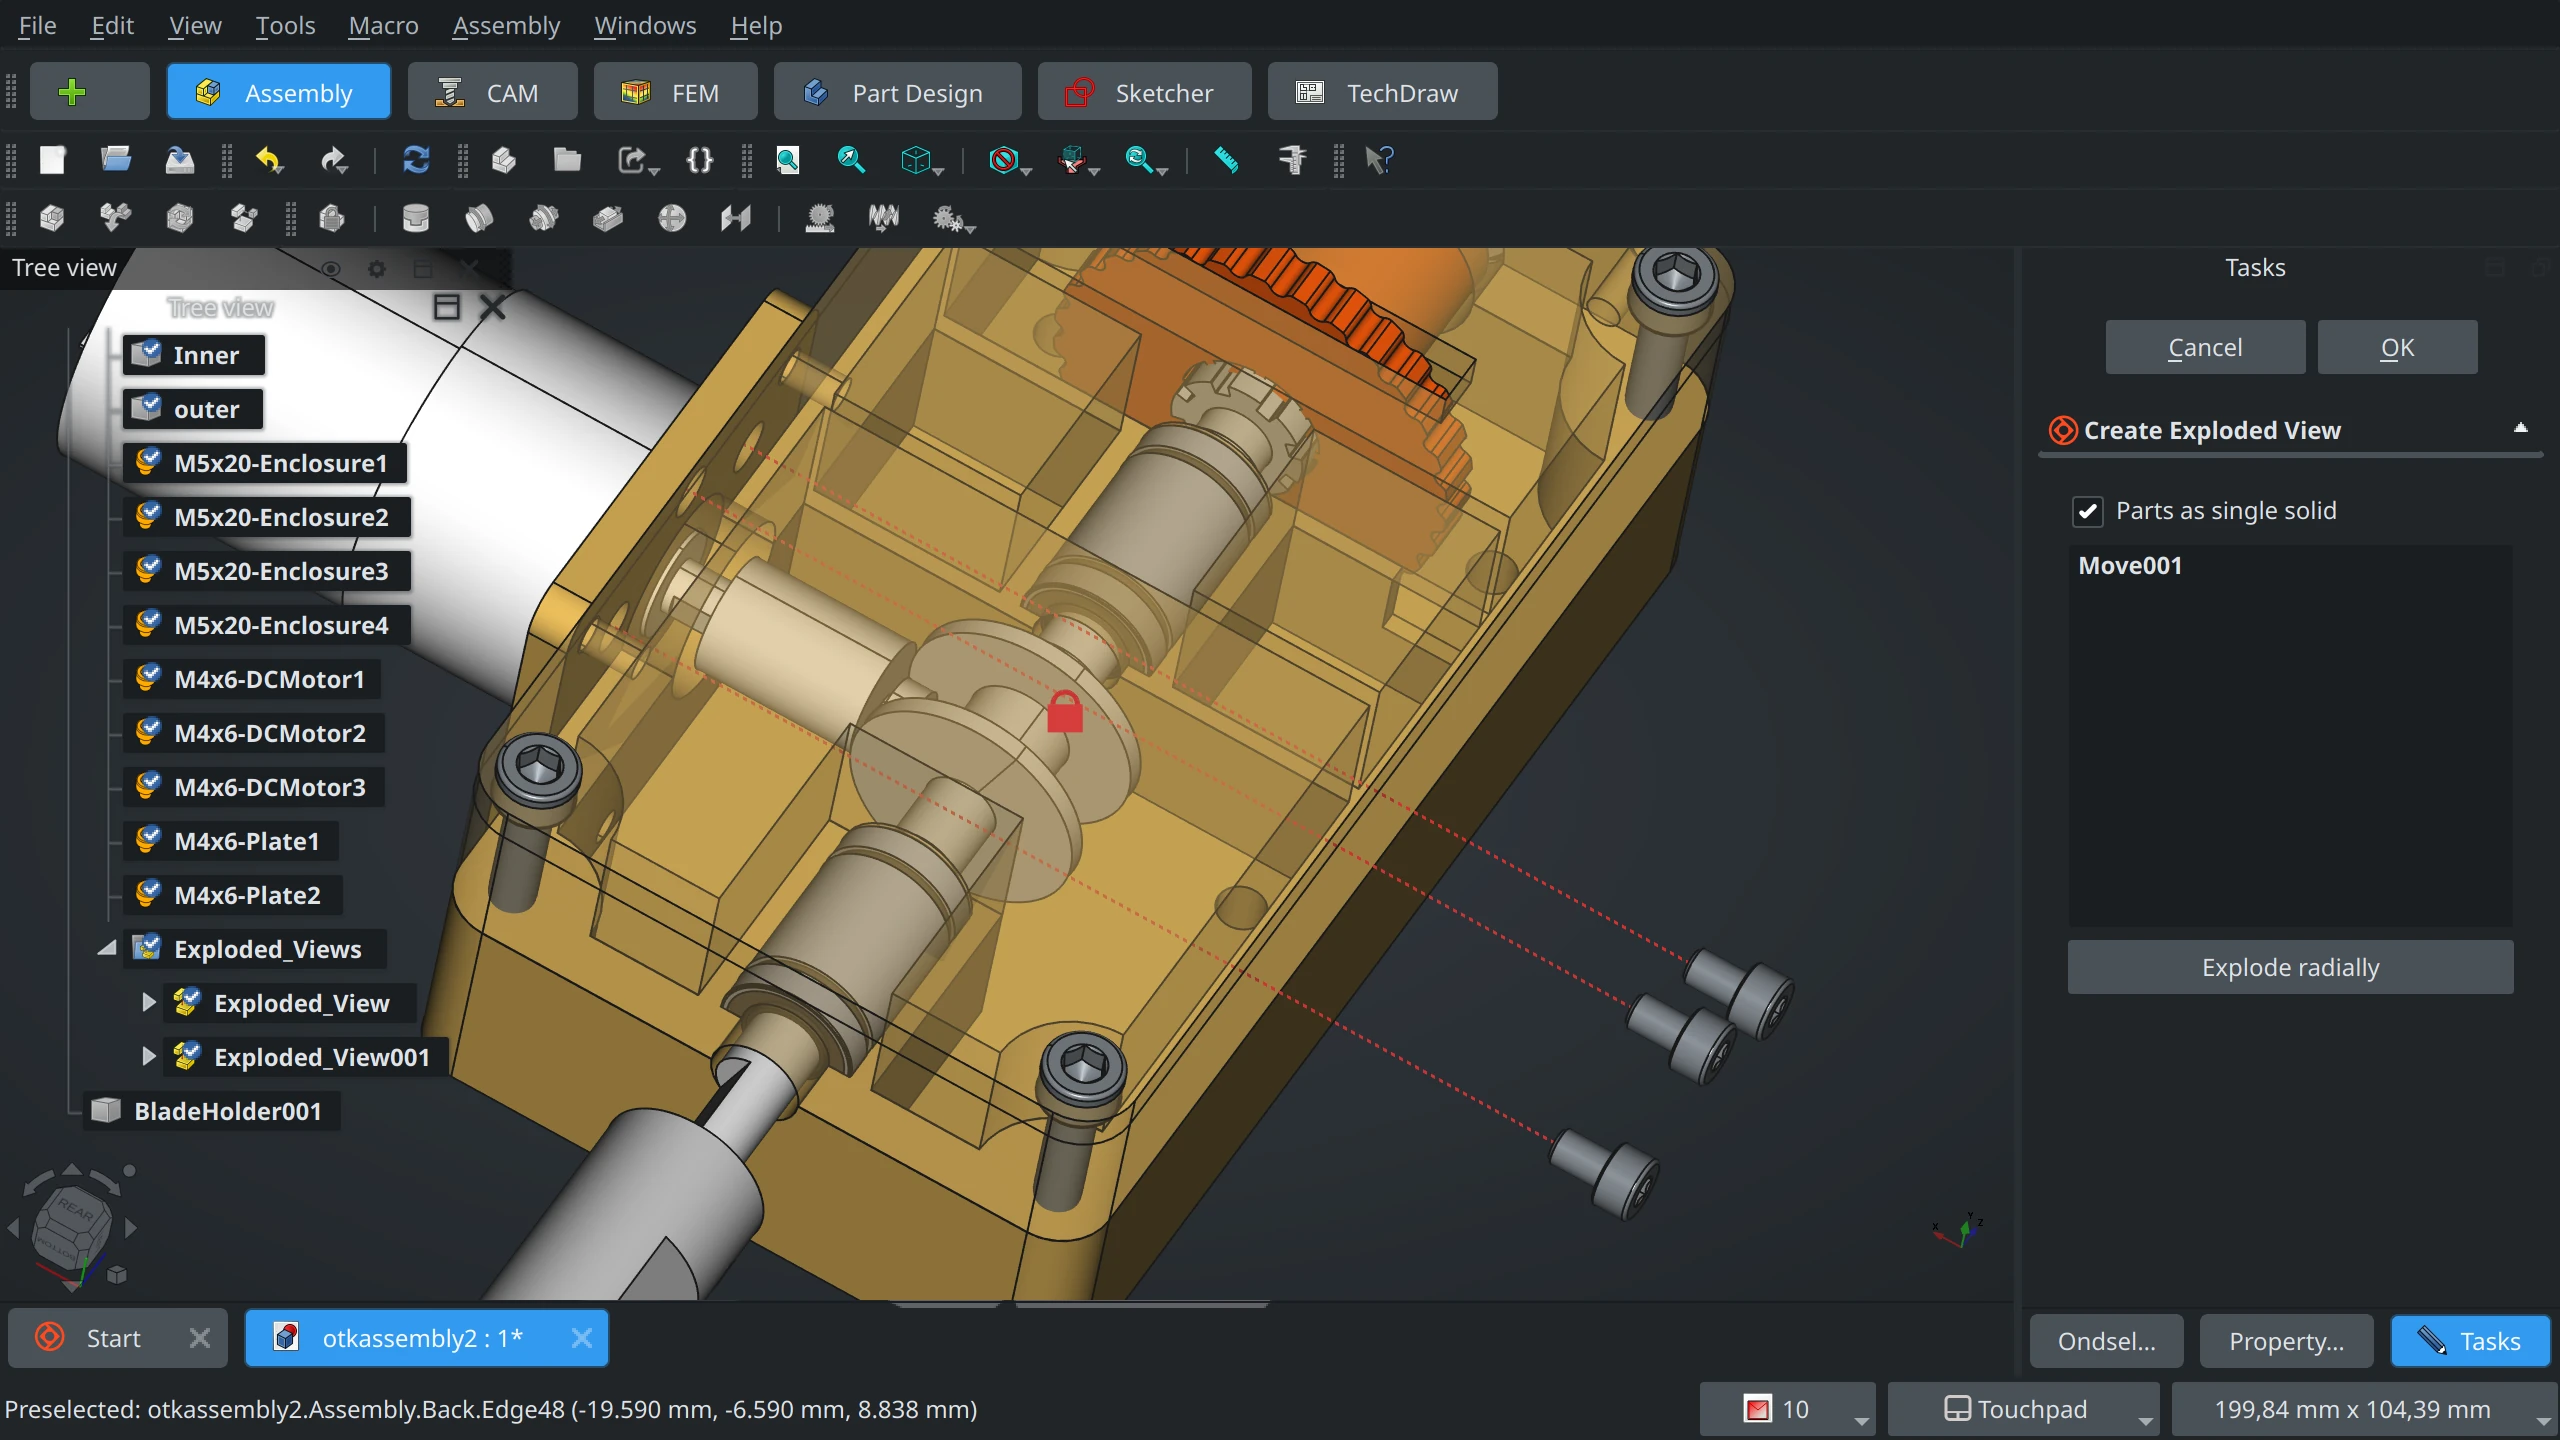 File Edit View Tools Macro Assembly Windows Help
Assembly CAM FEM Part Design Sketcher TechDraw
Tree view
Tree view
Inner
outer
M5x20-Enclosure1
M5x20-Enclosure2
M5x20-Enclosure3
M5x20-Enclosure4
M4x6-DCMotor1
M4x6-DCMotor2
M4x6-DCMotor3
M4x6-Plate1
M4x6-Plate2
Exploded_Views
Exploded_View
Exploded_View001
BladeHolder001
REAR
BOTTOM
X Y Z
Tasks
Cancel OK
Create Exploded View
Parts as single solid
Move001
Explode radially
Start
otkassembly2 : 1*
Ondsel... Property... Tasks
Preselected: otkassembly2.Assembly.Back.Edge48 (-19.590 mm, -6.590 mm, 8.838 mm)
10 Touchpad 199,84 mm x 104,39 mm